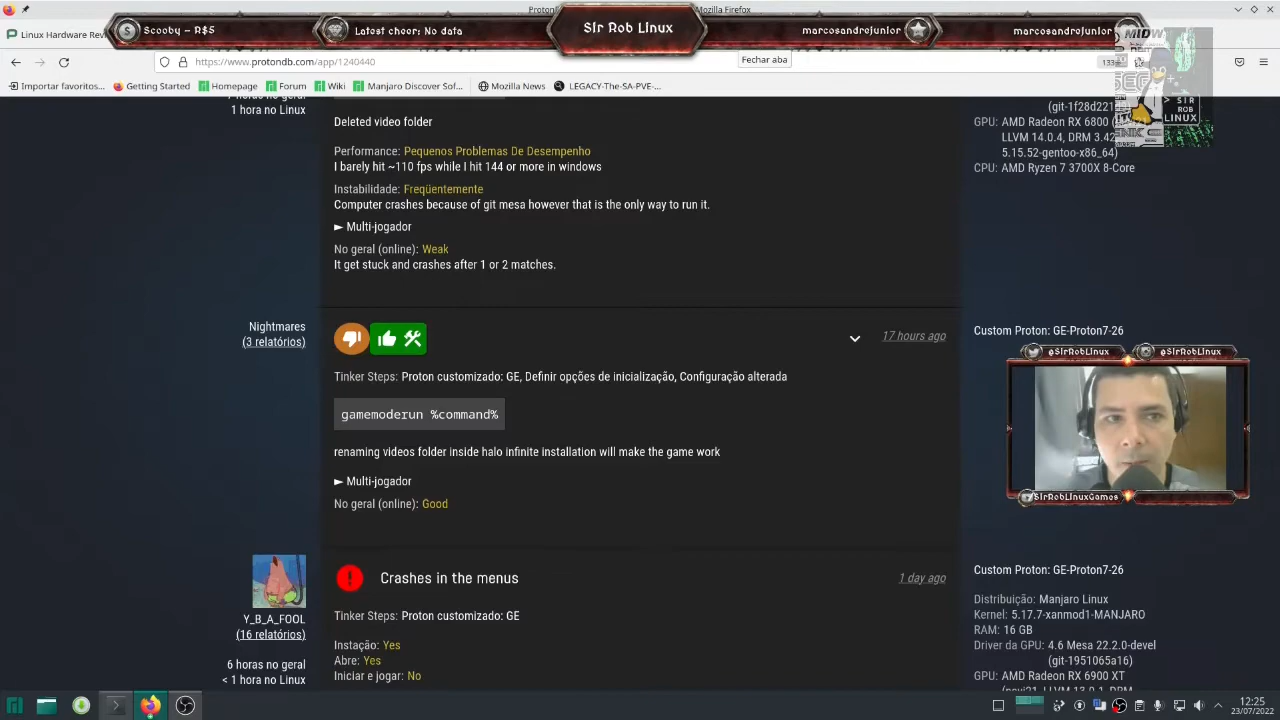 Mozilla Firefox
Scooby - R$5
Latest cheer: No data
Sir Rob Linux
marcosandrejunior
marcosandrejunior
Linux Hardware Rev
Fechar aba
https://www.protondb.com/app/1240440
133%
Importar favoritos...
Getting Started
Homepage
Forum
Wiki
Manjaro Discover Sof...
Mozilla News
LEGACY-The-SA-PVE-...
> SIR
ROB
LINUX
1 hora no Linux
Deleted video folder
Performance: Pequenos Problemas De Desempenho
I barely hit ~110 fps while I hit 144 or more in windows
Instabilidade: Freqüentemente
Computer crashes because of git mesa however that is the only way to run it.
► Multi-jogador
No geral (online): Weak
It get stuck and crashes after 1 or 2 matches.
GPU: AMD Radeon RX 6800
LLVM 14.0.4, DRM 3.42
5.15.52-gentoo-x86_64)
CPU: AMD Ryzen 7 3700X 8-Core
Nightmares
(3 relatórios)
17 hours ago
Custom Proton: GE-Proton7-26
Tinker Steps: Proton customizado: GE, Definir opções de inicialização, Configuração alterada
gamemoderun %command%
renaming videos folder inside halo infinite installation will make the game work
► Multi-jogador
No geral (online): Good
@SirRobLinux
@SirRobLinux
SirRobLinuxGames
Y_B_A_FOOL
(16 relatórios)
6 horas no geral
< 1 hora no Linux
Crashes in the menus
1 day ago
Tinker Steps: Proton customizado: GE
Instação: Yes
Abre: Yes
Iniciar e jogar: No
Custom Proton: GE-Proton7-26
Distribuição: Manjaro Linux
Kernel: 5.17.7-xanmod1-MANJARO
RAM: 16 GB
Driver da GPU: 4.6 Mesa 22.2.0-devel
(git-1951065a16)
GPU: AMD Radeon RX 6900 XT
(navi21, LLVM 13.0.1, DRM
12:25
23/07/2022